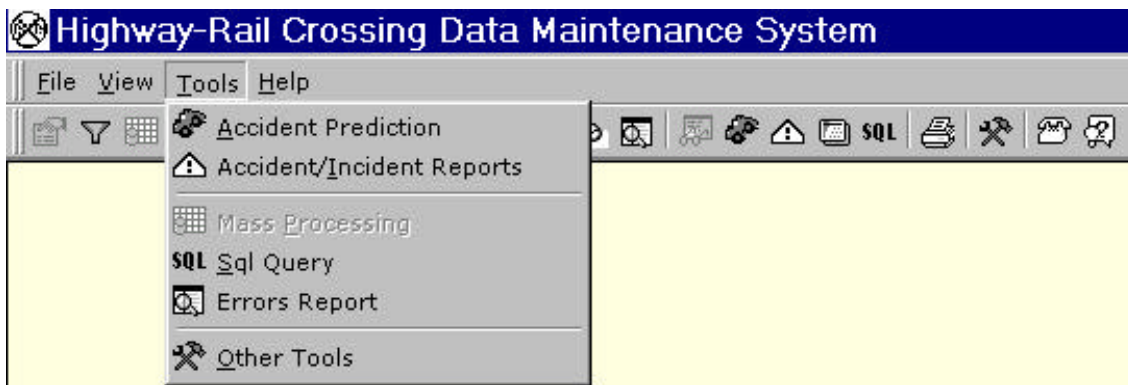 Highway-Rail Crossing Data Maintenance System
File View Tools Help
Accident Prediction
SQL
Accident/Incident Reports
Mass Processing
SQL Sql Query
Errors Report
Other Tools